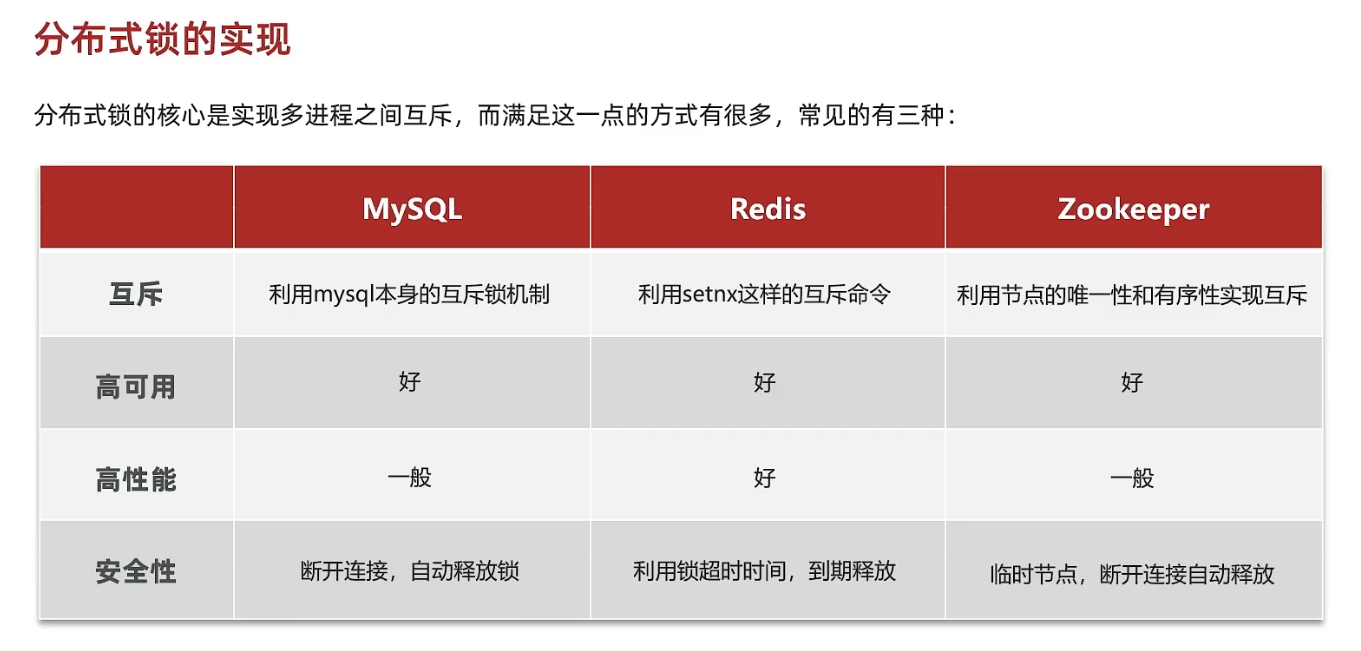 分布式锁的实现
分布式锁的核心是实现多进程之间互斥，而满足这一点的方式有很多，常见的有三种：
MySQL Redis Zookeeper
互斥 利用mysql本身的互斥锁机制 利用setnx这样的互斥命令 利用节点的唯一性和有序性实现互斥
高可用 好 好 好
高性能 一般 好 一般
安全性 断开连接，自动释放锁 利用锁超时时间，到期释放 临时节点，断开连接自动释放